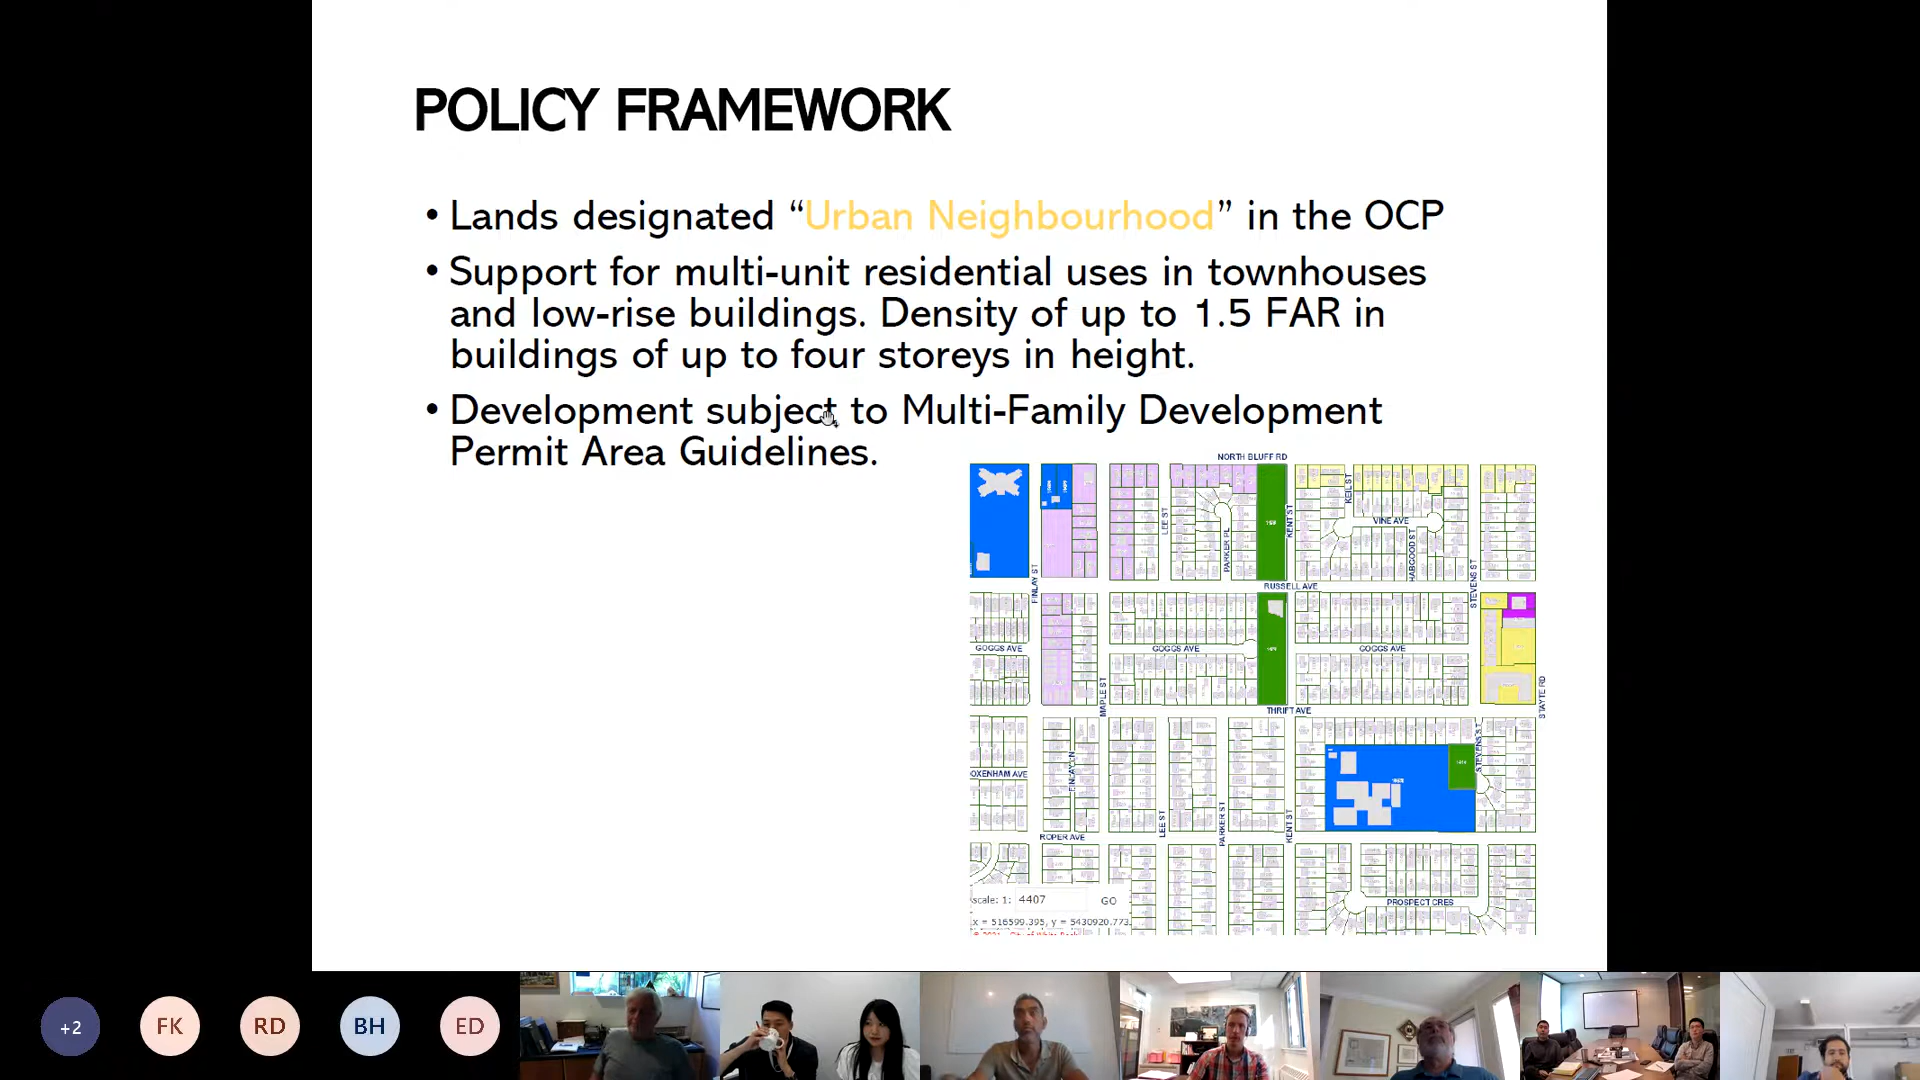 POLICY FRAMEWORK
• Lands designated “Urban Neighbourhood” in the OCP
• Support for multi-unit residential uses in townhouses
and low-rise buildings. Density of up to 1.5 FAR in
buildings of up to four storeys in height.
• Development subject to Multi-Family Development
Permit Area Guidelines.
NORTH BLUFF RD
LEE ST
PARKER PL
KENT ST
KEIL ST
VINE AVE
HABGOOD ST
FINLAY ST
RUSSELL AVE
STEVENS ST
GOGGS AVE
GOGGS AVE
GOGGS AVE
MAPLE ST
THRIFT AVE
STAYTE RD
STEVENS ST
OXENHAM AVE
FINLAY LN
LEE ST
PARKER ST
KENT ST
ROPER AVE
PROSPECT CRES
scale: 1: 4407 GO
x = 516599.395, y = 5430920.773
+2 FK RD BH ED